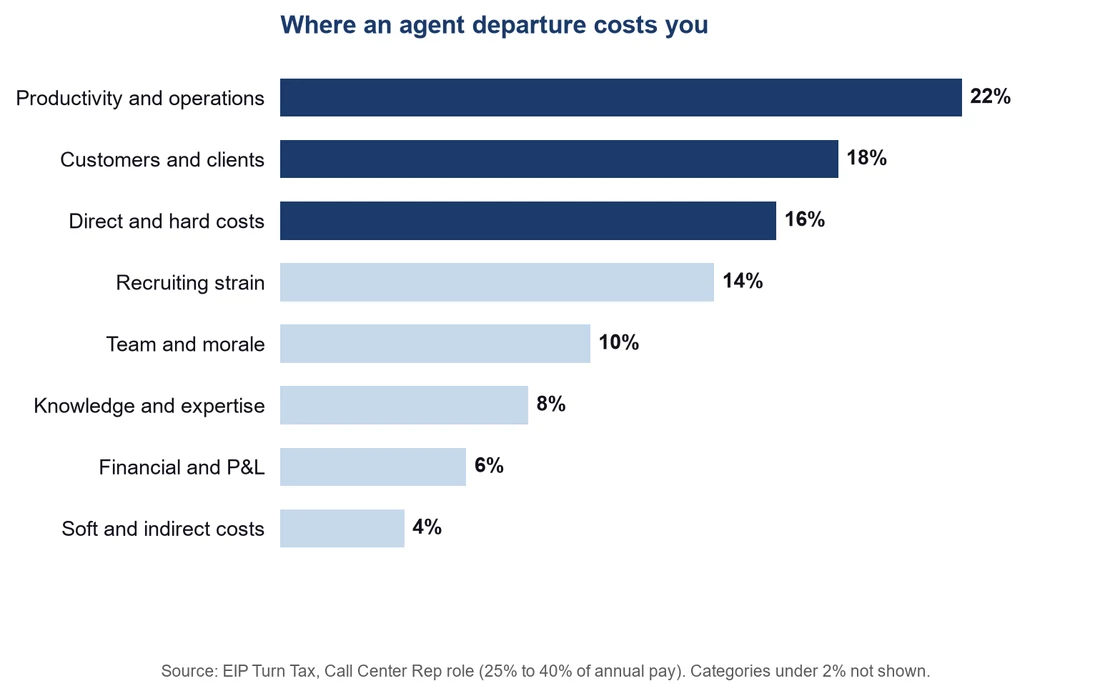 Where an agent departure costs you
Productivity and operations 22%
Customers and clients 18%
Direct and hard costs 16%
Recruiting strain 14%
Team and morale 10%
Knowledge and expertise 8%
Financial and P&L 6%
Soft and indirect costs 4%
Source: EIP Turn Tax, Call Center Rep role (25% to 40% of annual pay). Categories under 2% not shown.